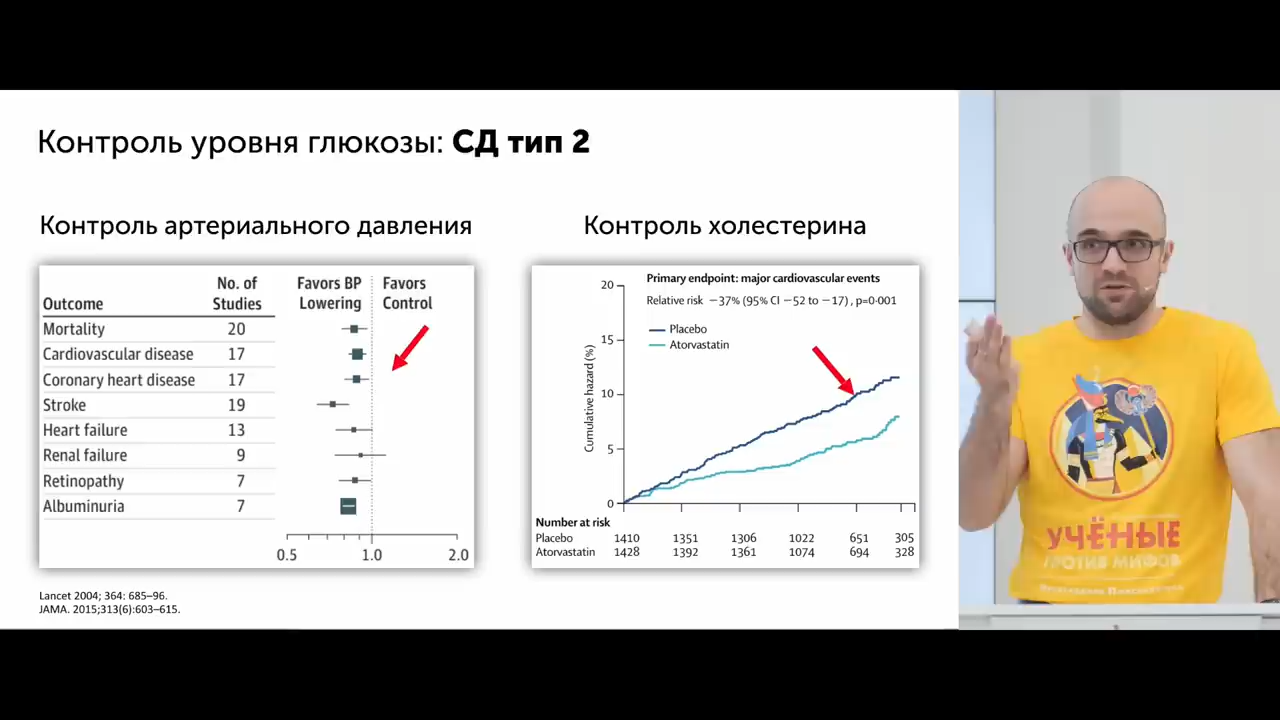 Контроль уровня глюкозы: СД тип 2
Контроль артериального давления
Outcome
No. of
Studies
Favors BP
Lowering
Favors
Control
Mortality 20
Cardiovascular disease 17
Coronary heart disease 17
Stroke 19
Heart failure 13
Renal failure 9
Retinopathy 7
Albuminuria 7
0.5 1.0 2.0
Контроль холестерина
Primary endpoint: major cardiovascular events
Relative risk −37% (95% CI −52 to −17), p=0·001
Placebo
Atorvastatin
Cumulative hazard (%)
20
15
10
5
0
Number at risk
Placebo 1410 1351 1306 1022 651 305
Atorvastatin 1428 1392 1361 1074 694 328
Lancet 2004; 364: 685–96.
JAMA. 2015;313(6):603–615.
УЧЁНЫЕ
ПРОТИВ МИФОВ